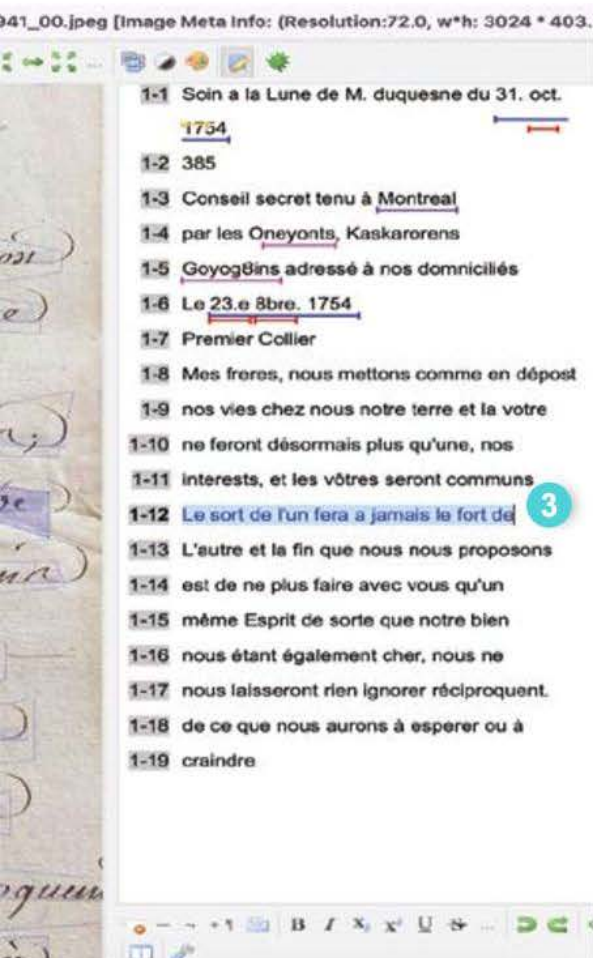 941_00.jpeg [Image Meta Info: (Resolution:72.0, w*h: 3024 * 403.
1-1 Soin a la Lune de M. duquesne du 31. oct.
1754
1-2 385
1-3 Conseil secret tenu à Montreal
1-4 par les Oneyonts, Kaskarorens
1-5 Goyog8ins adressé à nos domniciliés
1-6 Le 23.e 8bre. 1754
1-7 Premier Collier
1-8 Mes freres, nous mettons comme en dépost
1-9 nos vies chez nous notre terre et la votre
1-10 ne feront désormais plus qu'une, nos
1-11 interests, et les vôtres seront communs
1-12 Le sort de l'un fera a jamais le fort de
3
1-13 L'autre et la fin que nous nous proposons
1-14 est de ne plus faire avec vous qu'un
1-15 même Esprit de sorte que notre bien
1-16 nous étant également cher, nous ne
1-17 nous laisseront rien ignorer réciproquent.
1-18 de ce que nous aurons à esperer ou à
1-19 craindre
B I X, x' U